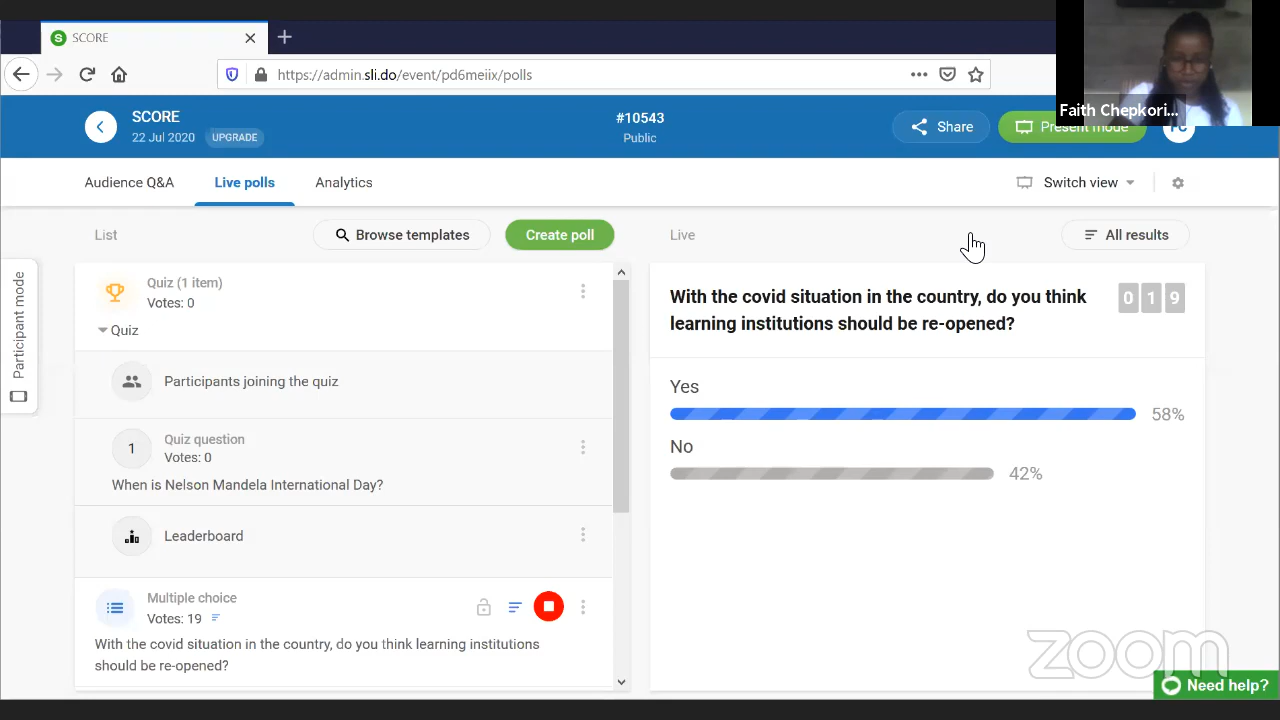 SCORE
https://admin.sli.do/event/pd6meiix/polls
Faith Chepkori...
SCORE
22 Jul 2020 UPGRADE
#10543
Public
Share
Present mode
Audience Q&A
Live polls
Analytics
Switch view
List
Browse templates
Create poll
Live
All results
Participant mode
Quiz (1 item)
Votes: 0
Quiz
Participants joining the quiz
1
Quiz question
Votes: 0
When is Nelson Mandela International Day?
Leaderboard
Multiple choice
Votes: 19
With the covid situation in the country, do you think learning institutions
should be re-opened?
With the covid situation in the country, do you think
learning institutions should be re-opened?
0 1 9
Yes
58%
No
42%
zoom
Need help?